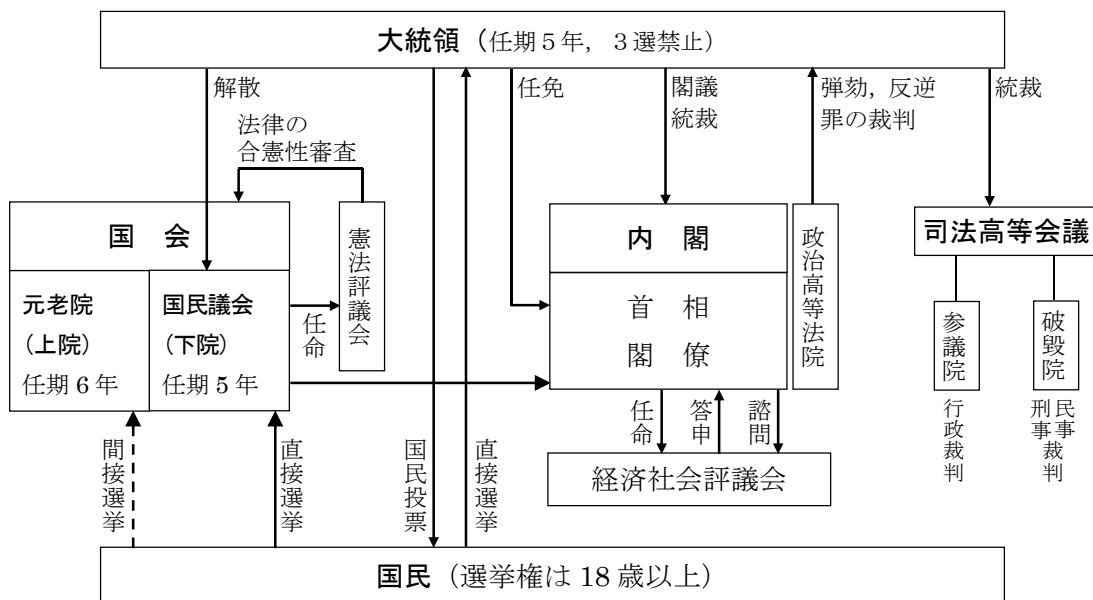 大統領（任期5年，3選禁止）
解散
任免
閣議
統裁
弾劾，反逆
罪の裁判
統裁
法律の
合憲性審査
国　会
憲法評議会
内　閣
政治高等法院
司法高等会議
元老院
（上院）
任期6年
国民議会
（下院）
任期5年
任命
首　相
閣　僚
参議院
破毀院
行政裁判
民事裁判
刑事裁判
任命
答申
諮問
経済社会評議会
間接選挙
直接選挙
国民投票
直接選挙
国民（選挙権は18歳以上）